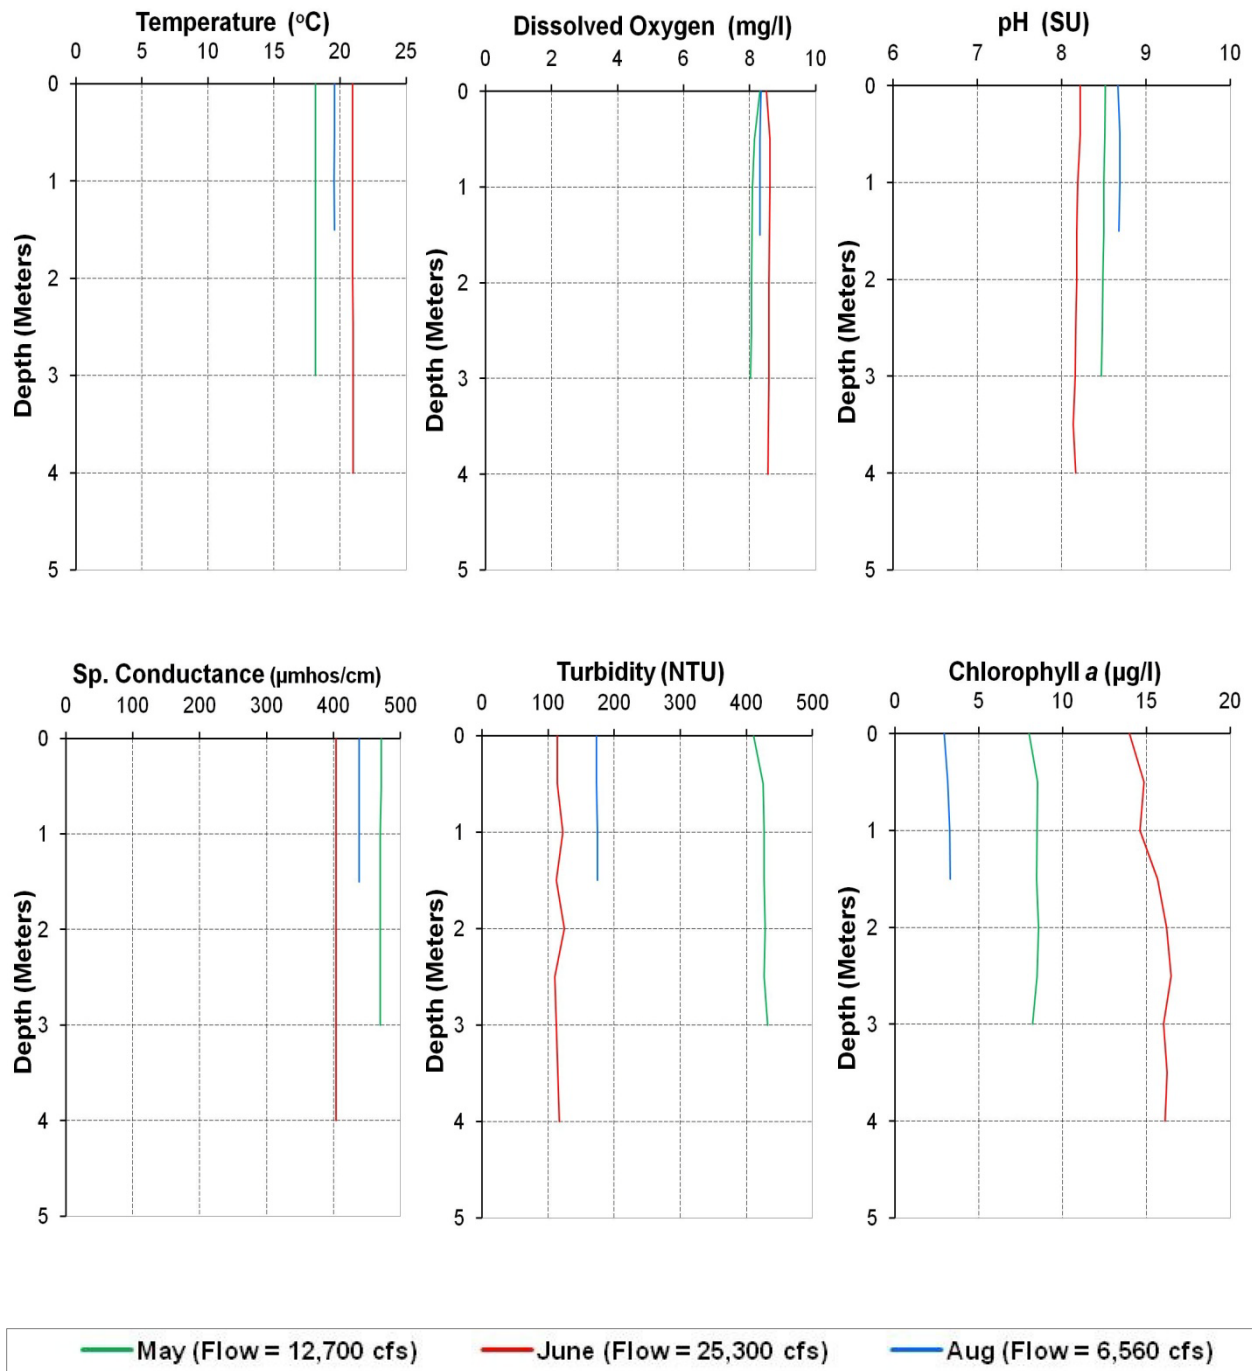 Temperature (°C)
0 5 10 15 20 25
0
1
2
3
4
5
Depth (Meters)
Dissolved Oxygen (mg/l)
0 2 4 6 8 10
0
1
2
3
4
5
Depth (Meters)
pH (SU)
6 7 8 9 10
0
1
2
3
4
5
Depth (Meters)
Sp. Conductance (µmhos/cm)
0 100 200 300 400 500
0
1
2
3
4
5
Depth (Meters)
Turbidity (NTU)
0 100 200 300 400 500
0
1
2
3
4
5
Depth (Meters)
Chlorophyll a (µg/l)
0 5 10 15 20
0
1
2
3
4
5
Depth (Meters)
May (Flow = 12,700 cfs) June (Flow = 25,300 cfs) Aug (Flow = 6,560 cfs)